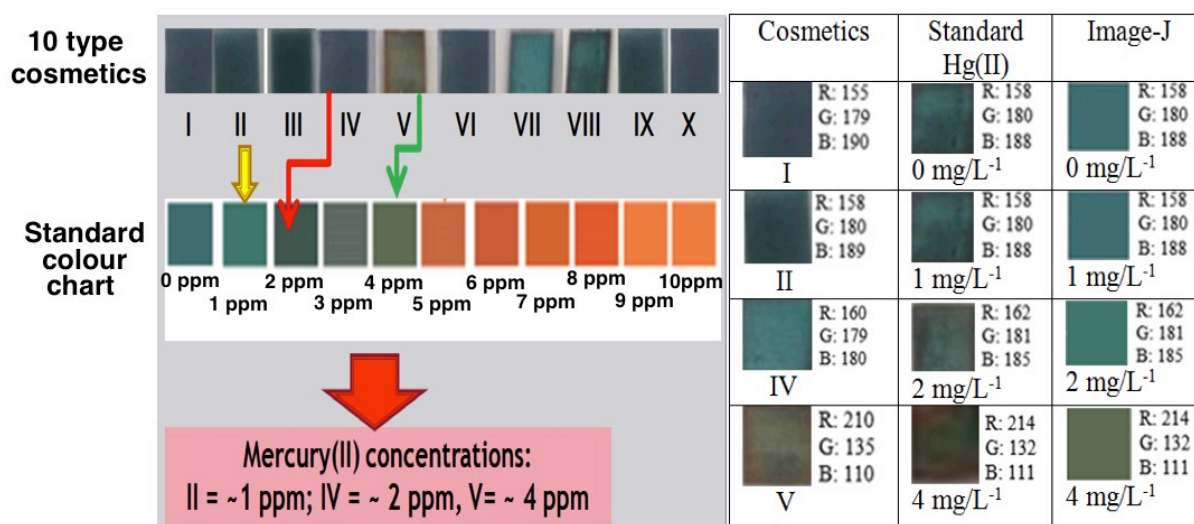 10 type
cosmetics
I II III IV V VI VII VIII IX X
Standard
colour
chart
0 ppm
1 ppm
2 ppm
3 ppm
4 ppm
5 ppm
6 ppm
7 ppm
8 ppm
9 ppm
10ppm
Mercury(II) concentrations:
II = ~1 ppm; IV = ~ 2 ppm, V= ~ 4 ppm
Cosmetics
Standard
Hg(II)
Image-J
R: 155
G: 179
B: 190
I
R: 158
G: 180
B: 188
0 mg/L-1
R: 158
G: 180
B: 188
0 mg/L-1
R: 158
G: 180
B: 189
II
R: 158
G: 180
B: 188
1 mg/L-1
R: 158
G: 180
B: 188
1 mg/L-1
R: 160
G: 179
B: 180
IV
R: 162
G: 181
B: 185
2 mg/L-1
R: 162
G: 181
B: 185
2 mg/L-1
R: 210
G: 135
B: 110
V
R: 214
G: 132
B: 111
4 mg/L-1
R: 214
G: 132
B: 111
4 mg/L-1